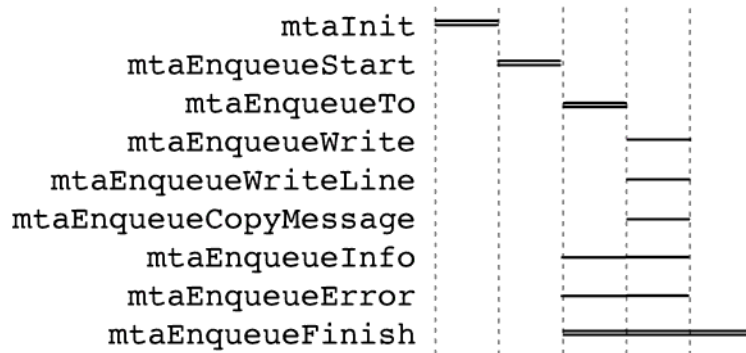 mtaInit
mtaEnqueueStart
mtaEnqueueTo
mtaEnqueueWrite
mtaEnqueueWriteLine
mtaEnqueueCopyMessage
mtaEnqueueInfo
mtaEnqueueError
mtaEnqueueFinish